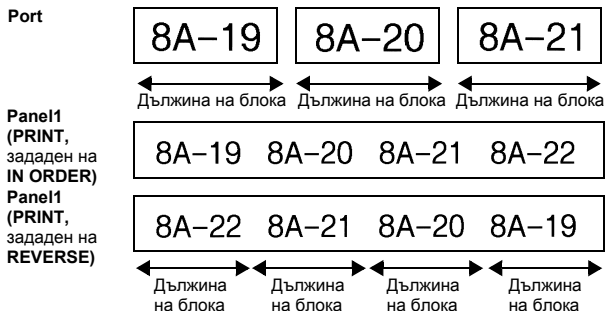 Port
8A–19 8A–20 8A–21
Дължина на блока Дължина на блока Дължина на блока
Panel1
(PRINT,
зададен на
IN ORDER)
8A–19 8A–20 8A–21 8A–22
Panel1
(PRINT,
зададен на
REVERSE)
8A–22 8A–21 8A–20 8A–19
Дължина Дължина Дължина Дължина
на блока на блока на блока на блока